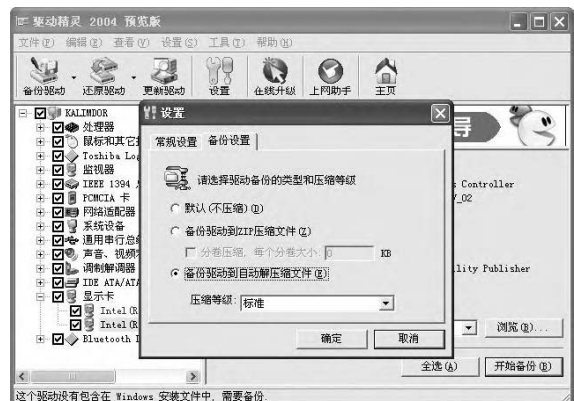 驱动精灵 2004 预览版
文件(F) 编辑(E) 查看(V) 设置(S) 工具(T) 帮助(H)
备份驱动 还原驱动 更新驱动 设置 在线升级 上网助手 主页
KALIMDOR
处理器
鼠标和其它
Toshiba Lo
监视器
IEEE 1394
PCMCIA 卡
网络适配器
系统设备
通用串行总
声音、视频
调制解调器
IDE ATA/ATA
显示卡
Intel(R
Intel(R
Bluetooth
设置
常规设置 备份设置
请选择驱动备份的类型和压缩等级
默认(不压缩)(D)
备份驱动到ZIP压缩文件(Z)
分卷压缩, 每个分卷大小: 0 KB
备份驱动到自动解压缩文件(E)
压缩等级: 标准
确定 取消
导
Controller
/_02
lity Publisher
浏览(B)...
全选(A) 开始备份(B)
这个驱动没有包含在 Windows 安装文件中, 需要备份.